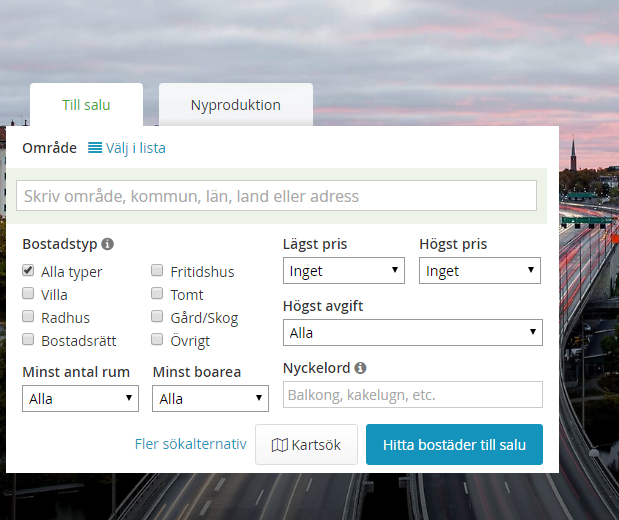 Till salu
Nyproduktion
Område Välj i lista
Skriv område, kommun, län, land eller adress
Bostadstyp
Alla typer
Fritidshus
Villa
Tomt
Radhus
Gård/Skog
Bostadsrätt
Övrigt
Minst antal rum
Alla
Minst boarea
Alla
Lägst pris
Inget
Högst pris
Inget
Högst avgift
Alla
Nyckelord
Balkong, kakelugn, etc.
Fler sökalternativ
Kartsök
Hitta bostäder till salu